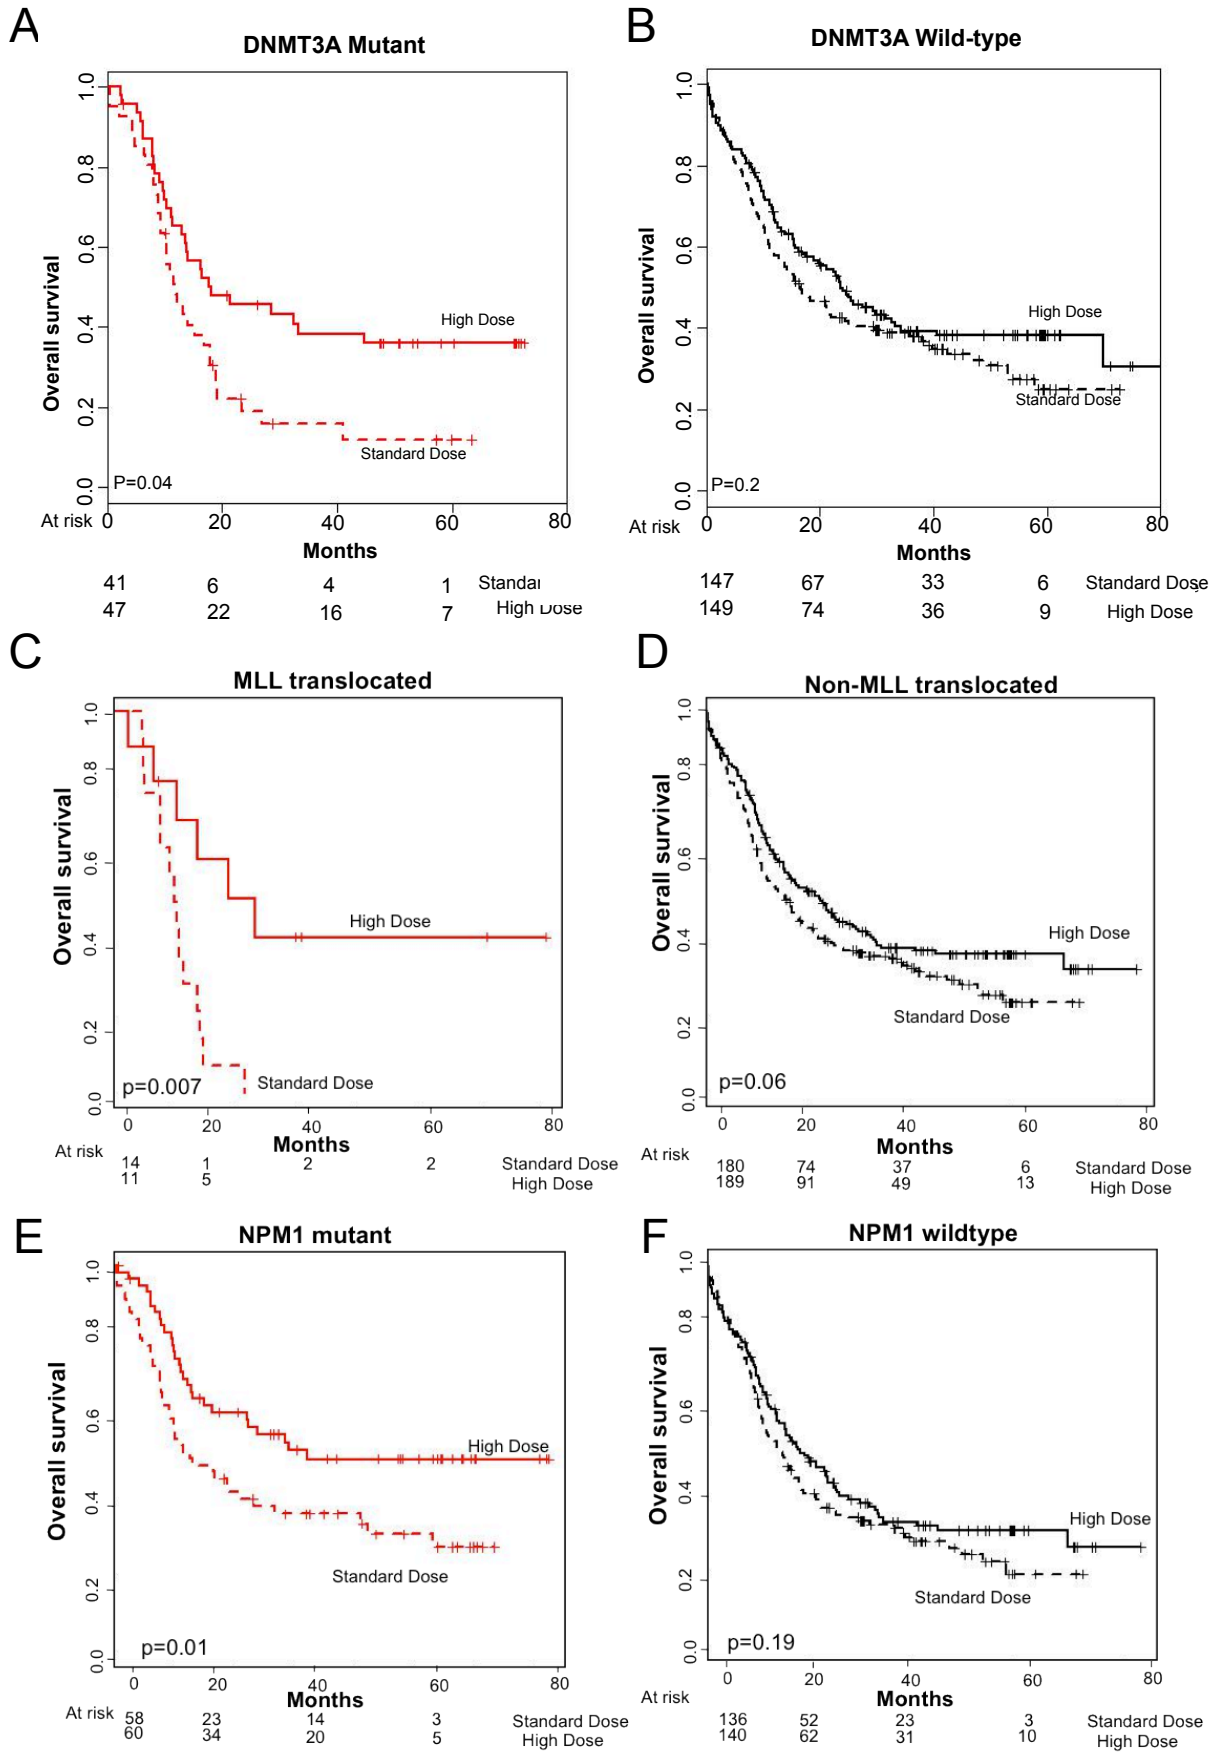 A
DNMT3A Mutant
Overall survival
1.0
0.8
0.6
0.4
0.2
0.0
High Dose
Standard Dose
P=0.04
At risk
0 20 40 60 80
Months
41 6 4 1 Standar
47 22 16 7 High Dose
B
DNMT3A Wild-type
Overall survival
1.0
0.8
0.6
0.4
0.2
0.0
High Dose
Standard Dose
P=0.2
At risk
0 20 40 60 80
Months
147 67 33 6 Standard Dose
149 74 36 9 High Dose
C
MLL translocated
Overall survival
1.0
0.8
0.6
0.4
0.2
0.0
High Dose
Standard Dose
p=0.007
0 20 40 60 80
Months
At risk
14 1 2 2 Standard Dose
11 5 High Dose
D
Non-MLL translocated
Overall survival
1.0
0.8
0.6
0.4
0.2
0.0
High Dose
Standard Dose
p=0.06
0 20 40 60 80
Months
At risk
180 74 37 6 Standard Dose
189 91 49 13 High Dose
E
NPM1 mutant
Overall survival
1.0
0.8
0.6
0.4
0.2
0.0
High Dose
Standard Dose
p=0.01
0 20 40 60 80
Months
At risk
58 23 14 3 Standard Dose
60 34 20 5 High Dose
F
NPM1 wildtype
Overall survival
1.0
0.8
0.6
0.4
0.2
0.0
High Dose
Standard Dose
p=0.19
0 20 40 60 80
Months
At risk
136 52 23 3 Standard Dose
140 62 31 10 High Dose